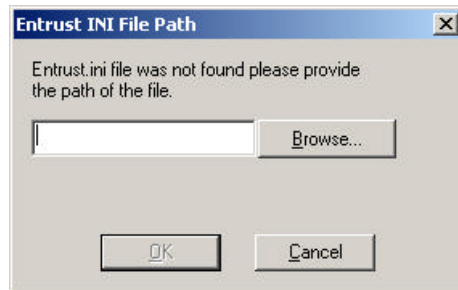 Entrust INI File Path
Entrust.ini file was not found please provide
the path of the file.
Browse...
OK
Cancel